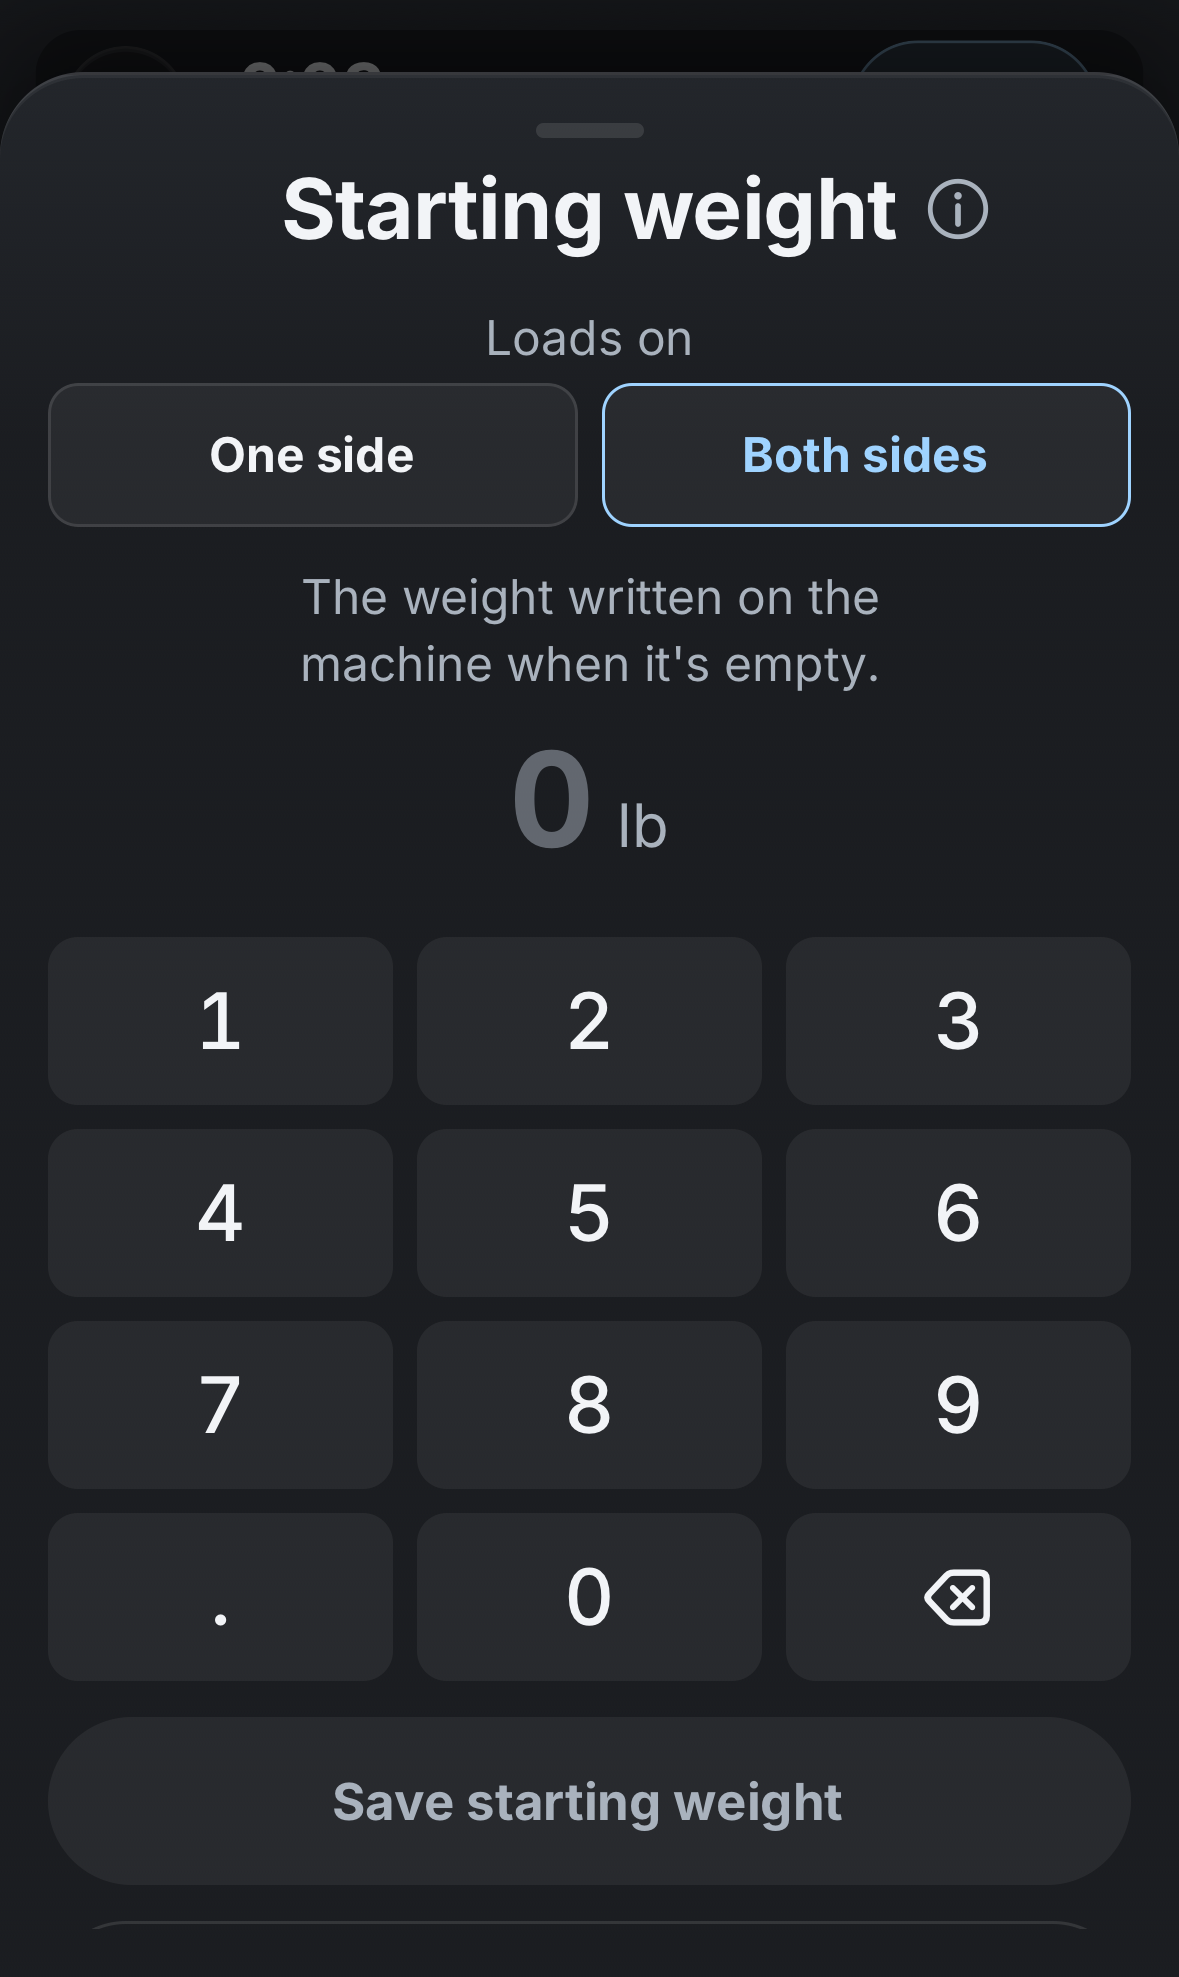 Starting weight
Loads on
One side
Both sides
The weight written on the
machine when it's empty.
0 lb
1
2
3
4
5
6
7
8
9
.
0
Save starting weight